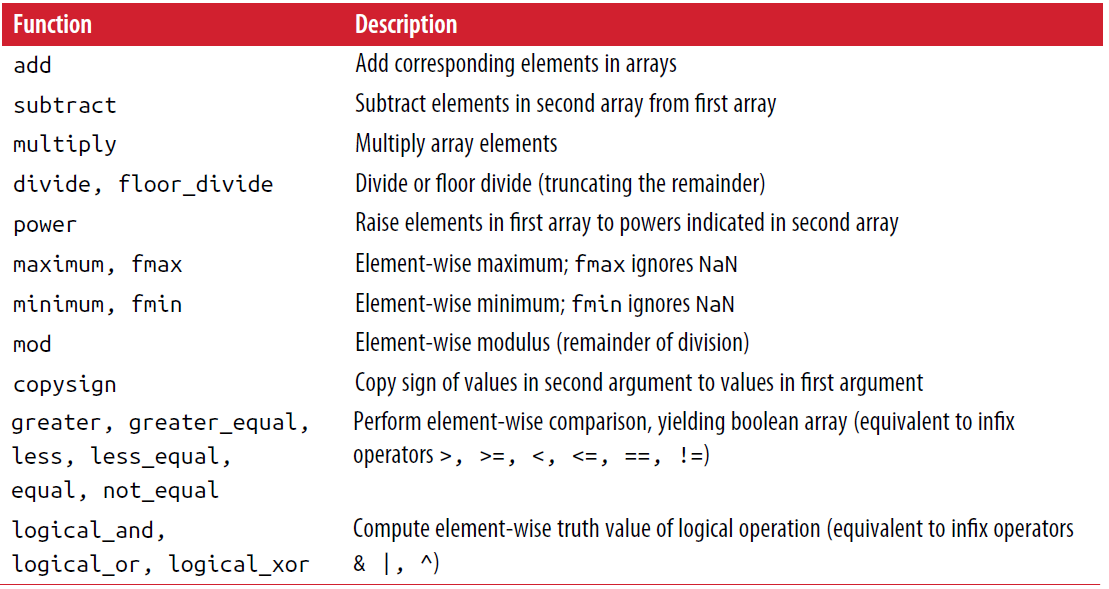 Function Description
add Add corresponding elements in arrays
subtract Subtract elements in second array from first array
multiply Multiply array elements
divide, floor_divide Divide or floor divide (truncating the remainder)
power Raise elements in first array to powers indicated in second array
maximum, fmax Element-wise maximum; fmax ignores NaN
minimum, fmin Element-wise minimum; fmin ignores NaN
mod Element-wise modulus (remainder of division)
copysign Copy sign of values in second argument to values in first argument
greater, greater_equal, Perform element-wise comparison, yielding boolean array (equivalent to infix
less, less_equal, operators >, >=, <, <=, ==, !=)
equal, not_equal
logical_and, Compute element-wise truth value of logical operation (equivalent to infix operators
logical_or, logical_xor & |, ^)